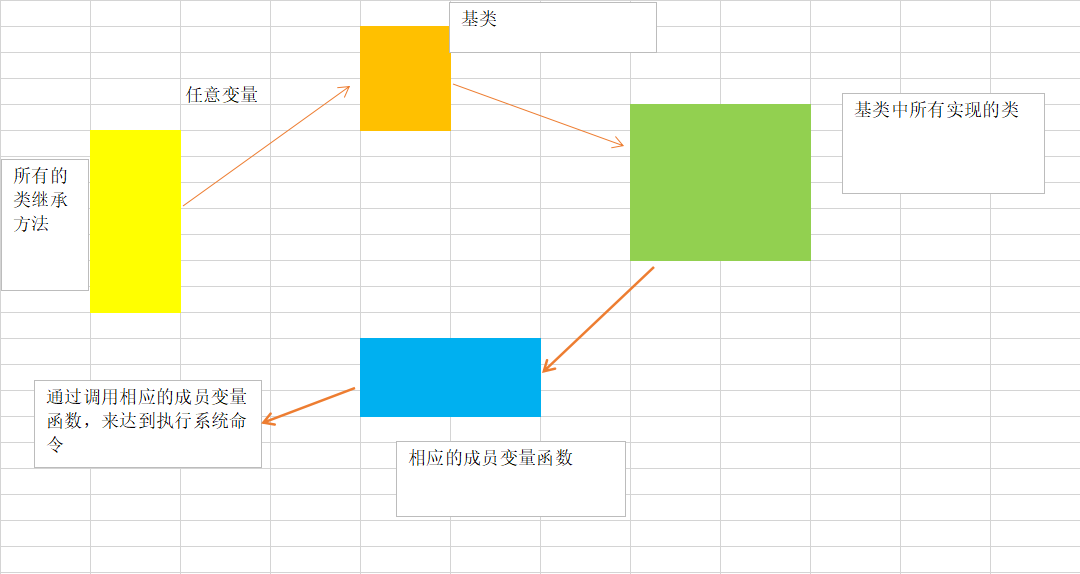 基类
任意变量
基类中所有实现的类
所有的
类继承
方法
通过调用相应的成员变量
函数，来达到执行系统命
令
相应的成员变量函数